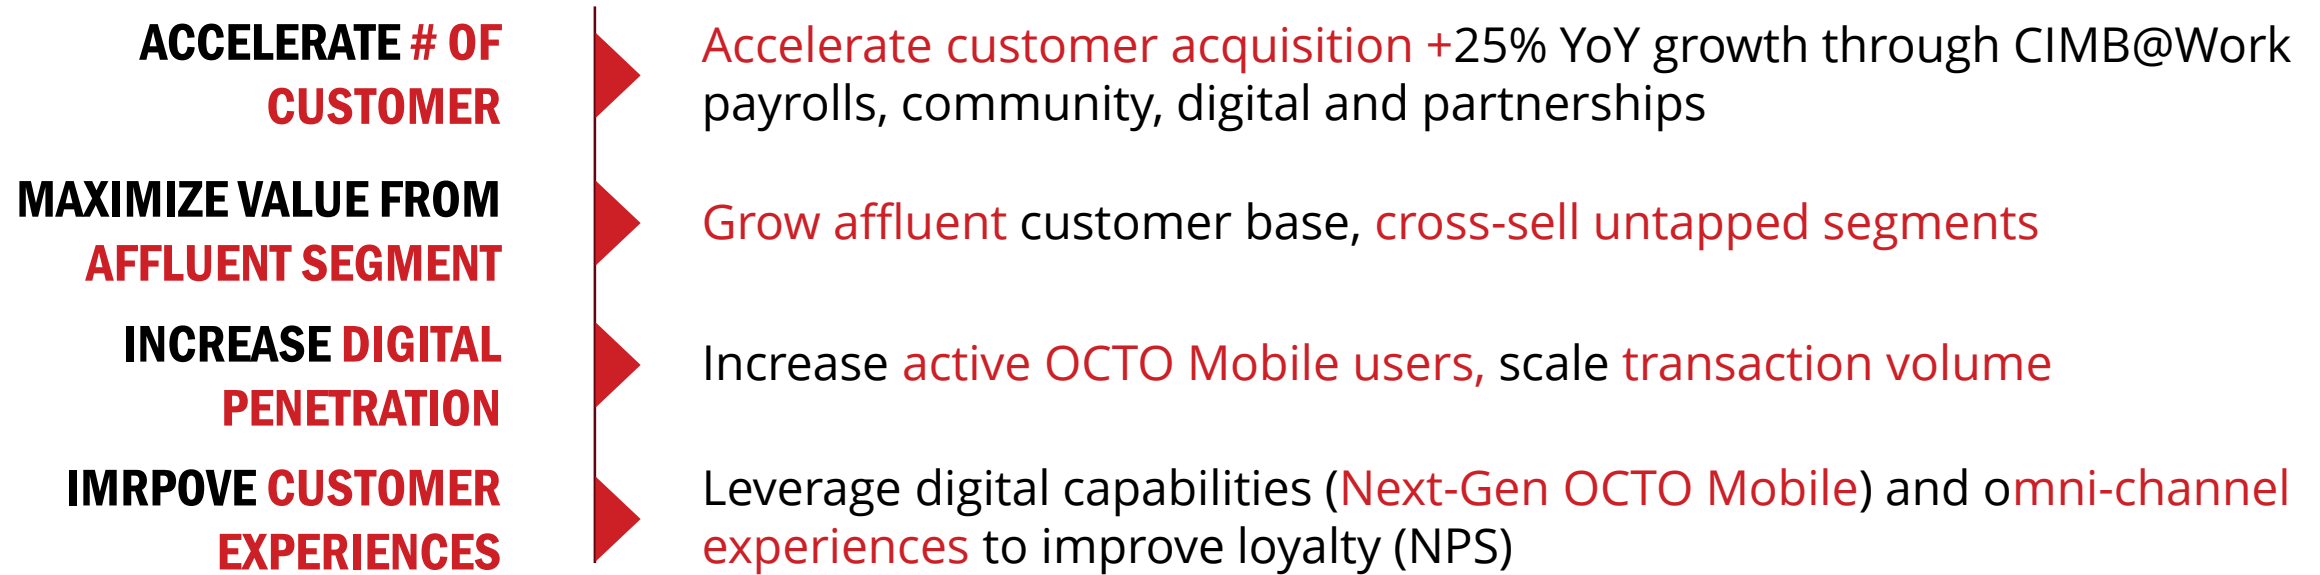 ACCELERATE # OF
CUSTOMER
Accelerate customer acquisition +25% YoY growth through CIMB@Work
payrolls, community, digital and partnerships
MAXIMIZE VALUE FROM
AFFLUENT SEGMENT
Grow affluent customer base, cross-sell untapped segments
INCREASE DIGITAL
PENETRATION
Increase active OCTO Mobile users, scale transaction volume
IMRPOVE CUSTOMER
EXPERIENCES
Leverage digital capabilities (Next-Gen OCTO Mobile) and omni-channel
experiences to improve loyalty (NPS)